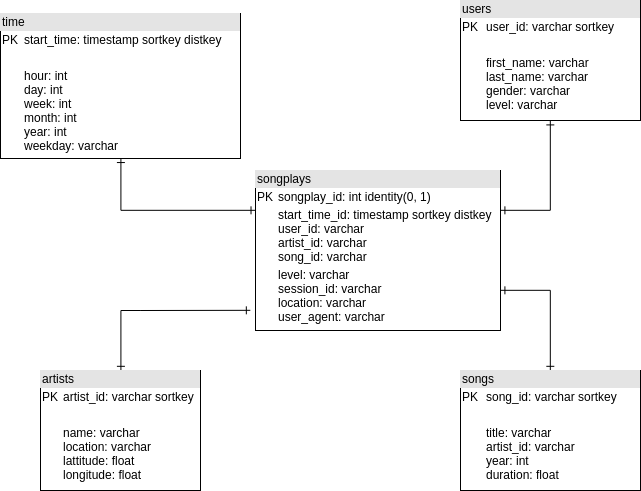 time
PK start_time: timestamp sortkey distkey
hour: int
day: int
week: int
month: int
year: int
weekday: varchar
users
PK user_id: varchar sortkey
first_name: varchar
last_name: varchar
gender: varchar
level: varchar
songplays
PK songplay_id: int identity(0, 1)
start_time_id: timestamp sortkey distkey
user_id: varchar
artist_id: varchar
song_id: varchar
level: varchar
session_id: varchar
location: varchar
user_agent: varchar
artists
PK artist_id: varchar sortkey
name: varchar
location: varchar
lattitude: float
longitude: float
songs
PK song_id: varchar sortkey
title: varchar
artist_id: varchar
year: int
duration: float